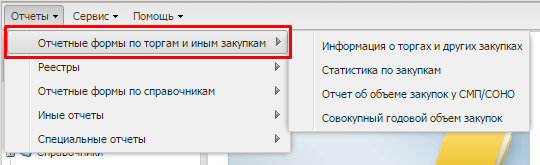 Отчеты Сервис Помощь
Отчетные формы по торгам и иным закупкам
Реестры
Отчетные формы по справочникам
Иные отчеты
Специальные отчеты
Информация о торгах и других закупках
Статистика по закупкам
Отчет об объеме закупок у СМП/СОНО
Совокупный годовой объем закупок
Справочники